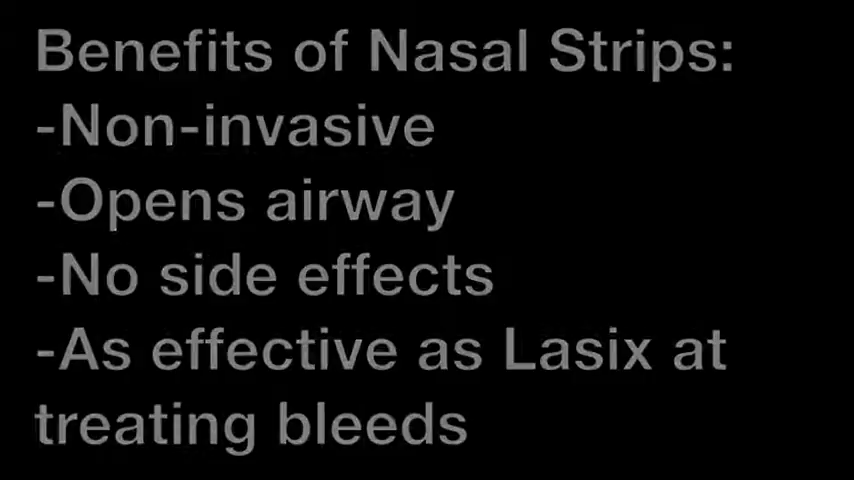 Benefits of Nasal Strips:
-Non-invasive
-Opens airway
-No side effects
-As effective as Lasix at
treating bleeds